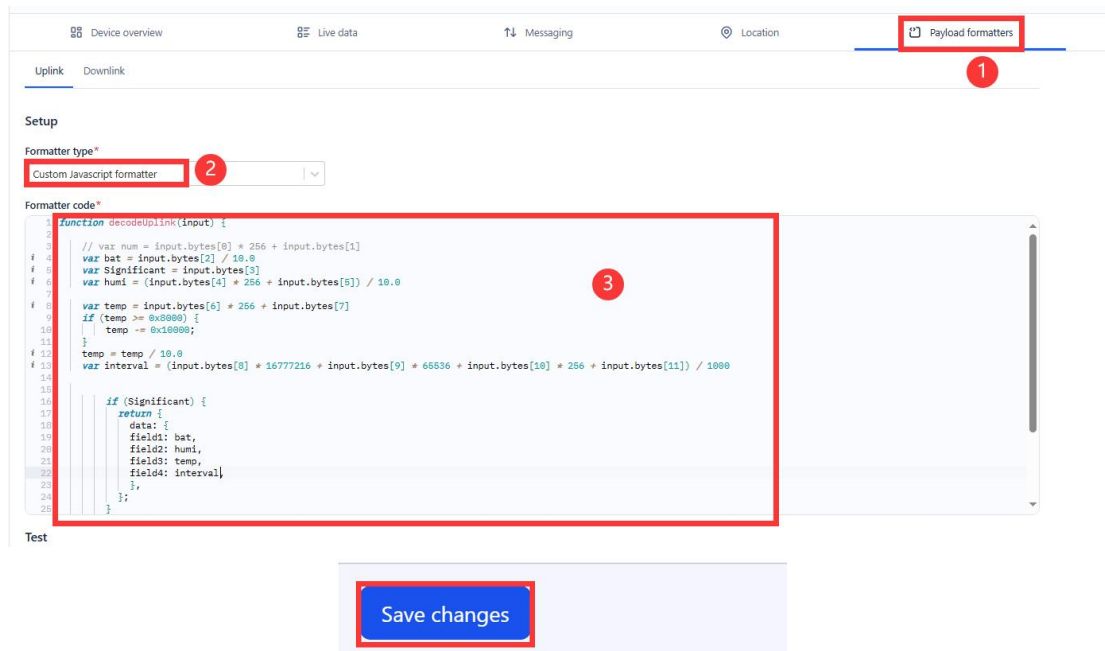 Device overview
Live data
Messaging
Location
Payload formatters
1
Uplink
Downlink
Setup
Formatter type*
Custom Javascript formatter
2
Formatter code*
1 function decodeUplink(input) {
2
3 // var num = input.bytes[0] * 256 + input.bytes[1]
i 4 var bat = input.bytes[2] / 10.0
i 5 var Significant = input.bytes[3]
i 6 var humi = (input.bytes[4] * 256 + input.bytes[5]) / 10.0
7
i 8 var temp = input.bytes[6] * 256 + input.bytes[7]
9 if (temp >= 0x8000) {
10 temp -= 0x10000;
11 }
i 12 temp = temp / 10.0
i 13 var interval = (input.bytes[8] * 16777216 + input.bytes[9] * 65536 + input.bytes[10] * 256 + input.bytes[11]) / 1000
14
15
16 if (Significant) {
17 return {
18 data: {
19 field1: bat,
20 field2: humi,
21 field3: temp,
22 field4: interval,
23 },
24 };
25 }
3
Test
Save changes